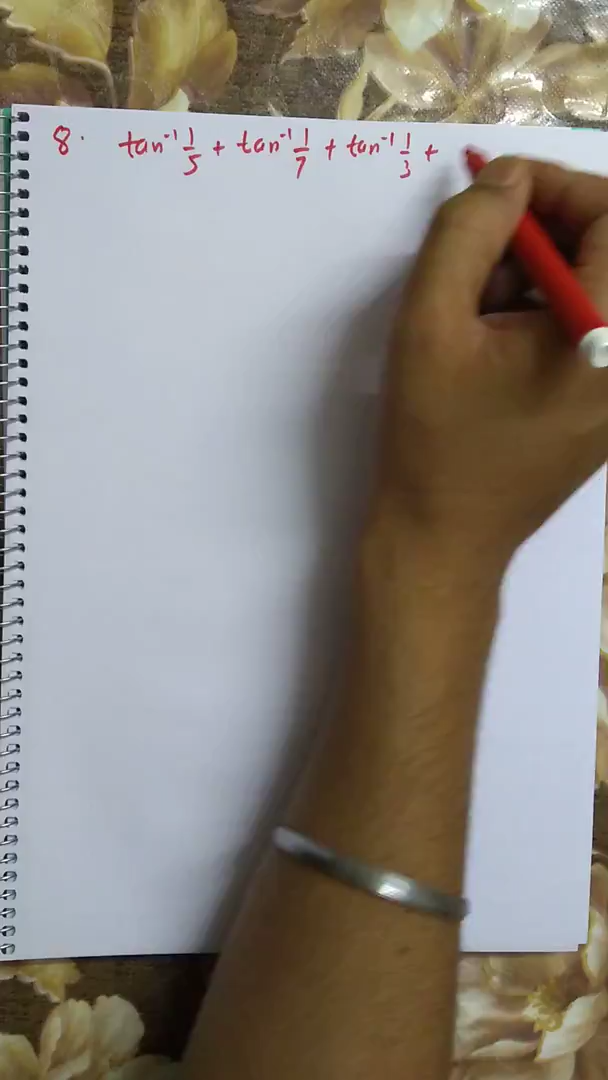 8. tan⁻¹ 1/5 + tan⁻¹ 1/7 + tan⁻¹ 1/3 +